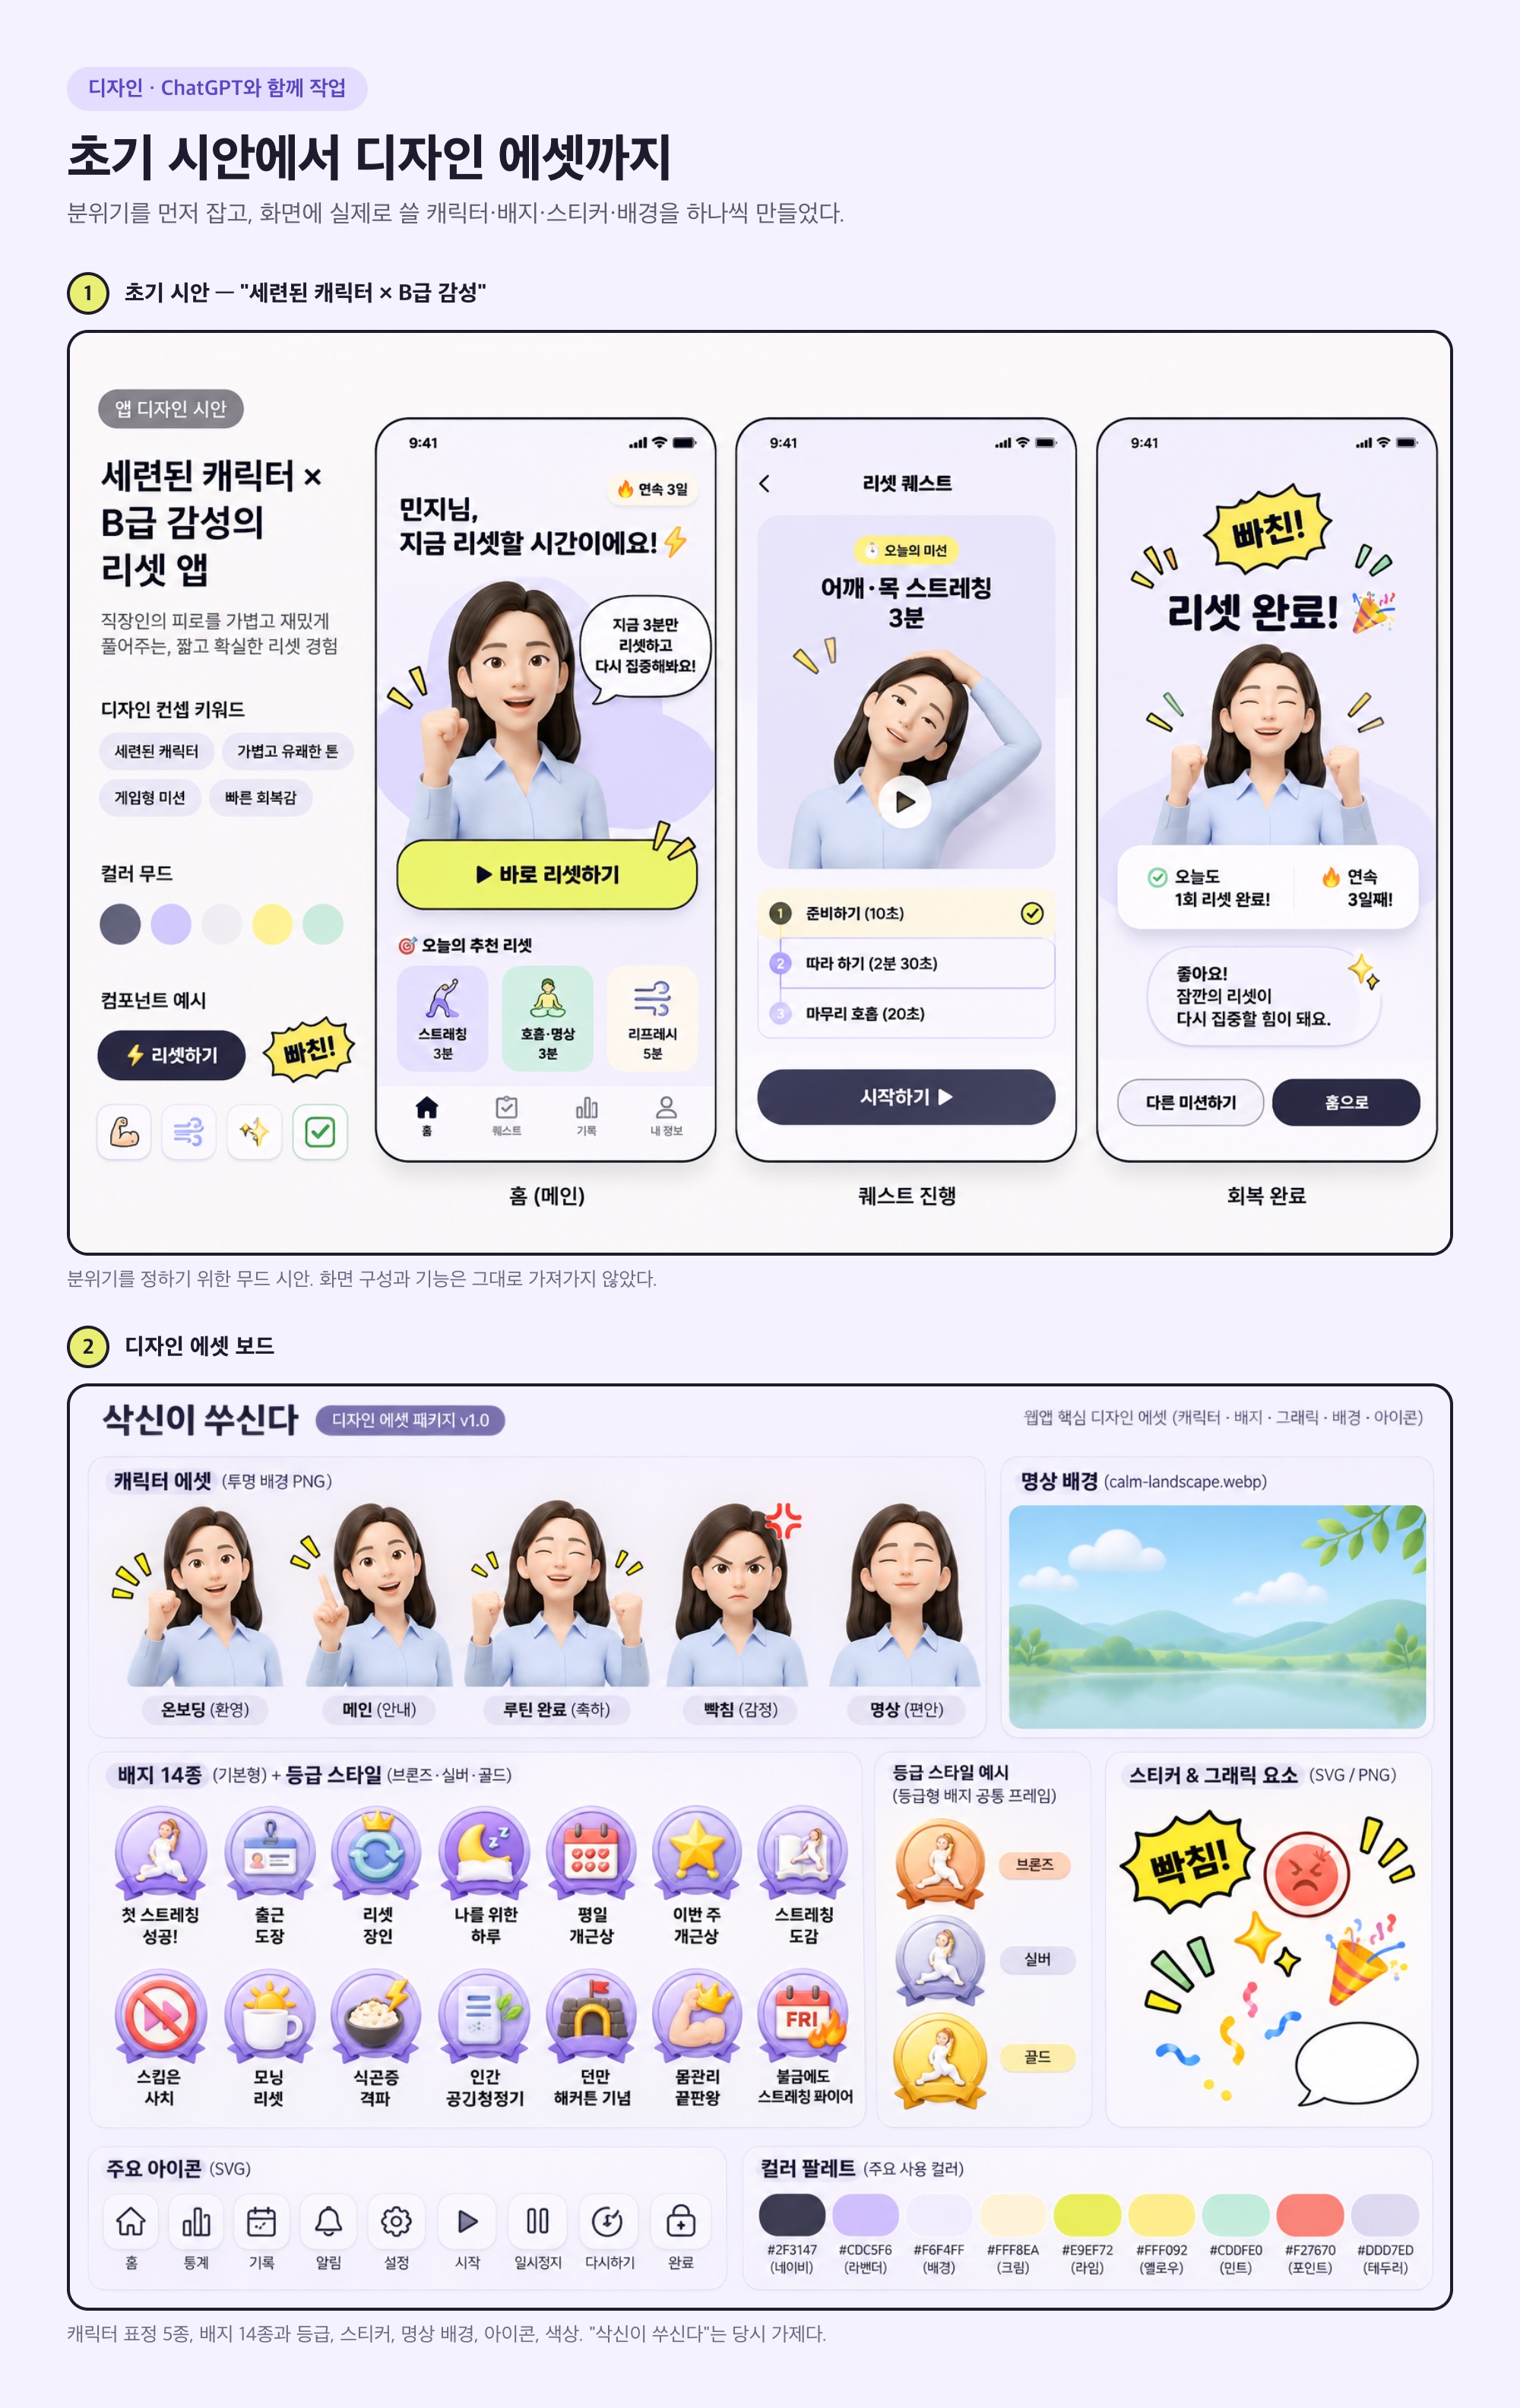 디자인 · ChatGPT와 함께 작업
초기 시안에서 디자인 에셋까지
분위기를 먼저 잡고, 화면에 실제로 쓸 캐릭터·배지·스티커·배경을 하나씩 만들었다.
1 초기 시안 — "세련된 캐릭터 × B급 감성"
앱 디자인 시안
세련된 캐릭터 ×
B급 감성의
리셋 앱
직장인의 피로를 가볍고 재밌게
풀어주는, 짧고 확실한 리셋 경험
디자인 컨셉 키워드
세련된 캐릭터
가볍고 유쾌한 톤
게입형 미션
빠른 회복감
컬러 무드
컴포넌트 예시
리셋하기
빠친!
9:41
연속 3일
민지님,
지금 리셋할 시간이에요!
지금 3분만
리셋하고
다시 집중해봐요!
바로 리셋하기
오늘의 추천 리셋
스트레칭
3분
호흡·명상
3분
리프레시
5분
홈
퀘스트
기록
내 정보
홈 (메인)
9:41
리셋 퀘스트
오늘의 미션
어깨·목 스트레칭
3분
1 준비하기 (10초)
2 따라 하기 (2분 30초)
3 마무리 호흡 (20초)
시작하기
퀘스트 진행
9:41
빠친!
리셋 완료!
오늘도
1회 리셋 완료!
연속
3일째!
좋아요!
잠깐의 리셋이
다시 집중할 힘이 돼요.
다른 미션하기
홈으로
회복 완료
분위기를 정하기 위한 무드 시안. 화면 구성과 기능은 그대로 가져가지 않았다.
2 디자인 에셋 보드
삭신이 쑤신다
디자인 에셋 패키지 v1.0
웹앱 핵심 디자인 에셋 (캐릭터 · 배지 · 그래픽 · 배경 · 아이콘)
캐릭터 에셋 (투명 배경 PNG)
온보딩 (환영)
메인 (안내)
루틴 완료 (축하)
빡침 (감정)
명상 (편안)
명상 배경 (calm-landscape.webp)
배지 14종 (기본형) + 등급 스타일 (브론즈·실버·골드)
첫 스트레칭
성공!
출근
도장
리셋
장인
나를 위한
하루
평일
개근상
이번 주
개근상
스트레칭
도감
스킵은
사치
모닝
리셋
식곤증
격파
인간
공기청정기
던만
해커톤 기념
몸관리
끝판왕
FRI
불금에도
스트레칭 파이어
등급 스타일 예시
(등급형 배지 공통 프레임)
브론즈
실버
골드
스티커 & 그래픽 요소 (SVG / PNG)
빡침!
주요 아이콘 (SVG)
홈
통계
기록
알림
설정
시작
일시정지
다시하기
완료
컬러 팔레트 (주요 사용 컬러)
#2F3147
(네이비)
#CDC5F6
(라벤더)
#F6F4FF
(배경)
#FFF8EA
(크림)
#E9EF72
(라임)
#FFF092
(옐로우)
#CDDFE0
(민트)
#F27670
(포인트)
#DDD7ED
(테두리)
캐릭터 표정 5종, 배지 14종과 등급, 스티커, 명상 배경, 아이콘, 색상. "삭신이 쑤신다"는 당시 가제다.